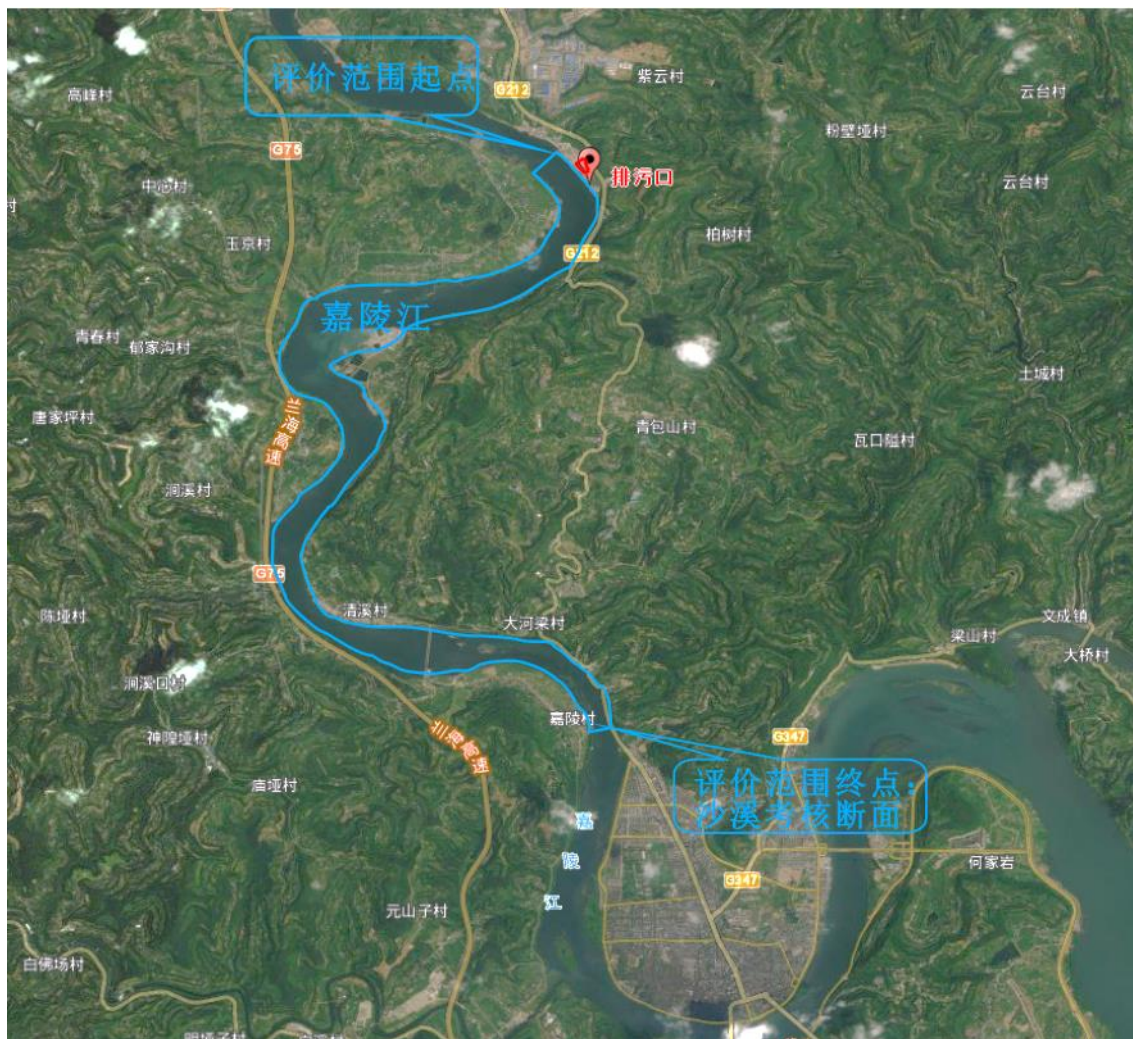 评价范围起点
G212
紫云村
高峰村
云台村
粉壁垭村
G75
中心村
排污口
云台村
村
玉京村
柏树村
G212
嘉陵江
青春村
郁家沟村
土城村
唐家坪村
兰海高速
青包山村
瓦口隘村
涧溪村
G75
陈垭村
清溪村
大河梁村
文成镇
梁山村
大桥村
涧溪口村
嘉陵村
神隍垭村
兰海高速
G347
庙垭村
评价范围终点：
沙溪考核断面
嘉陵江
何家岩
G347
元山子村
白佛场村